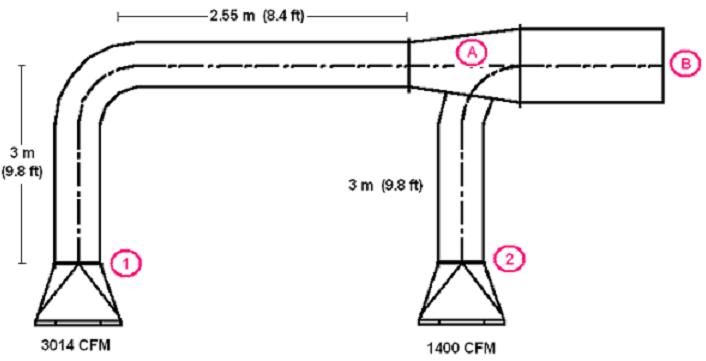 2.55 m (8.4 ft)
A
B
3 m
(9.8 ft)
3 m (9.8 ft)
1
2
3014 CFM
1400 CFM